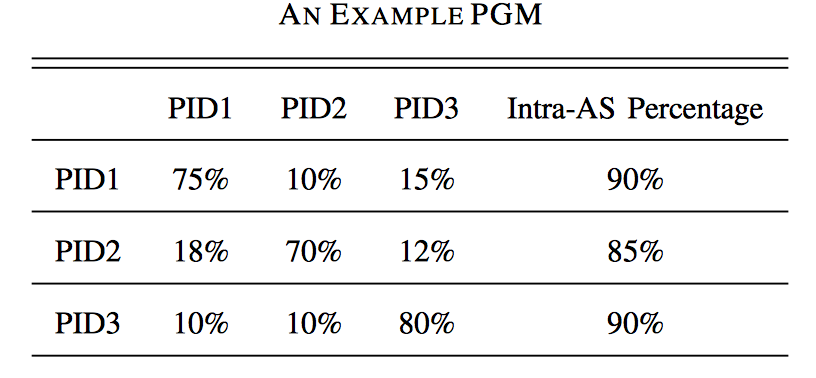 AN EXAMPLE PGM
PID1 PID2 PID3 Intra-AS Percentage
PID1 75% 10% 15% 90%
PID2 18% 70% 12% 85%
PID3 10% 10% 80% 90%